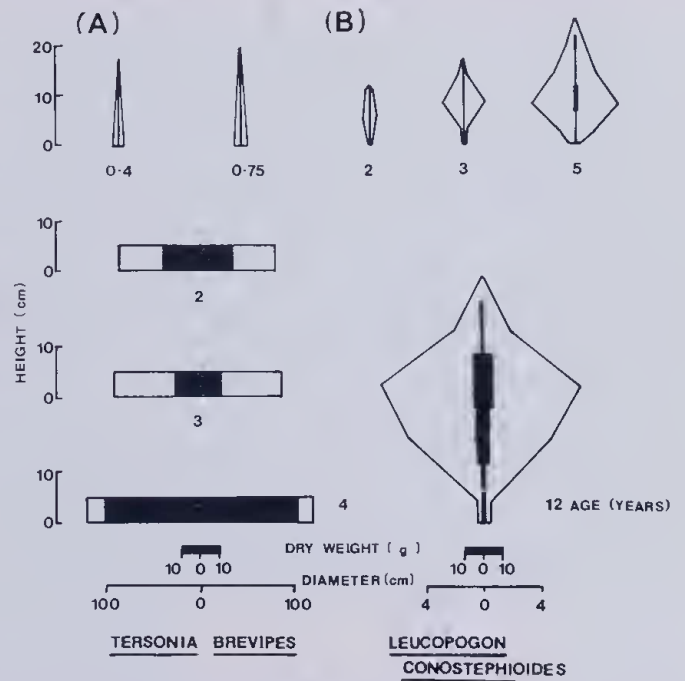 (A) (B)
20
10
0
0·4 0·75 2 3 5
10
0
2
HEIGHT (cm)
10
0
3
10
0
4 12 AGE (YEARS)
DRY WEIGHT (g)
10 0 10 10 0 10
DIAMETER (cm)
100 0 100 4 0 4
TERSONIA BREVIPES LEUCOPOGON
CONOSTEPHIOIDES